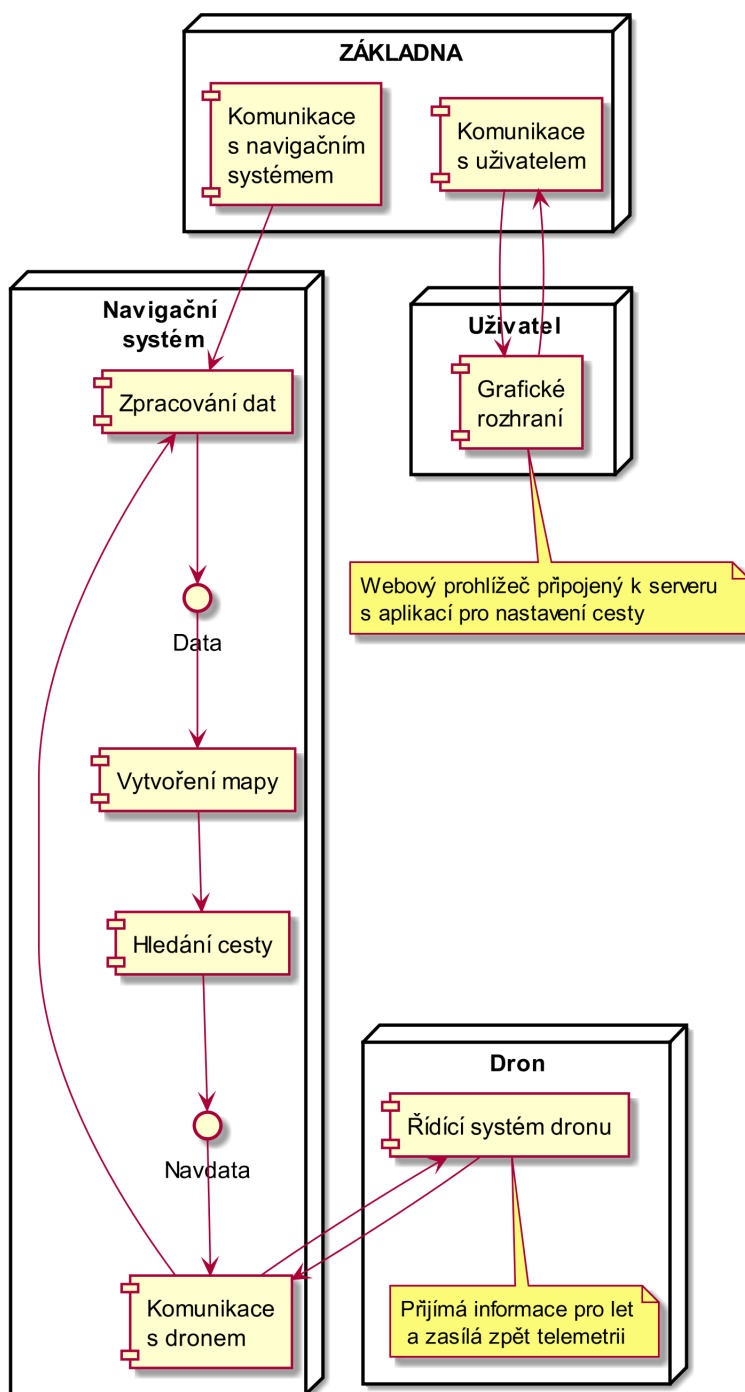 ZÁKLADNA
Komunikace
s navigačním
systémem
Komunikace
s uživatelem
Navigační
systém
Uživatel
Zpracování dat
Grafické
rozhraní
Webový prohlížeč připojený k serveru
s aplikací pro nastavení cesty
Data
Vytvoření mapy
Hledání cesty
Navdata
Komunikace
s dronem
Dron
Řídící systém dronu
Přijímá informace pro let
a zasílá zpět telemetrii